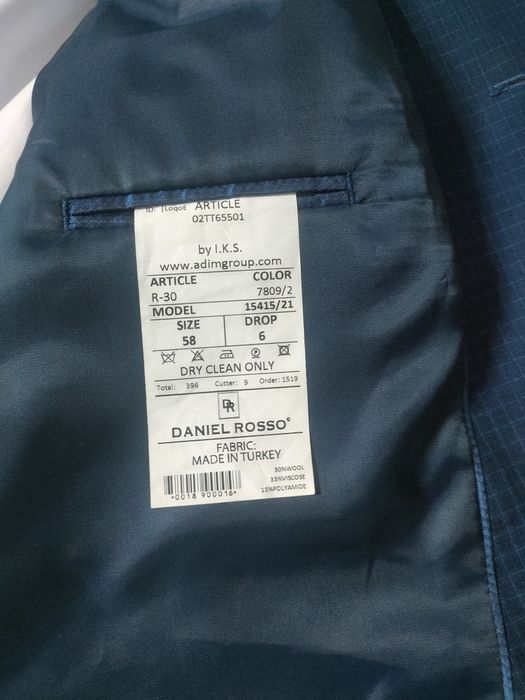 ID: |LogoE ARTICLE
02TT65501
by I.K.S.
www.adimgroup.com
ARTICLE COLOR
R-30 7809/2
MODEL 15415/21
SIZE DROP
58 6
DRY CLEAN ONLY
Total: 396 Cutter: 9 Order: 1519
DR
DANIEL ROSSO®
FABRIC:
MADE IN TURKEY
50%WOOL
35%VISCOSE
15%POLYAMIDE
*0018 900016*